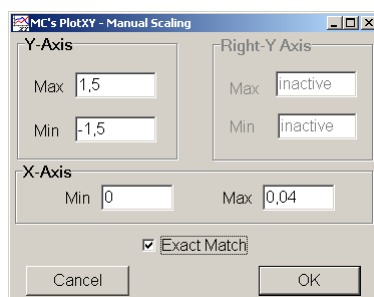 MC's PlotXY - Manual Scaling
Y-Axis Right-Y Axis
Max 1,5 Max inactive
Min -1,5 Min inactive
X-Axis
Min 0 Max 0,04
Exact Match
Cancel OK